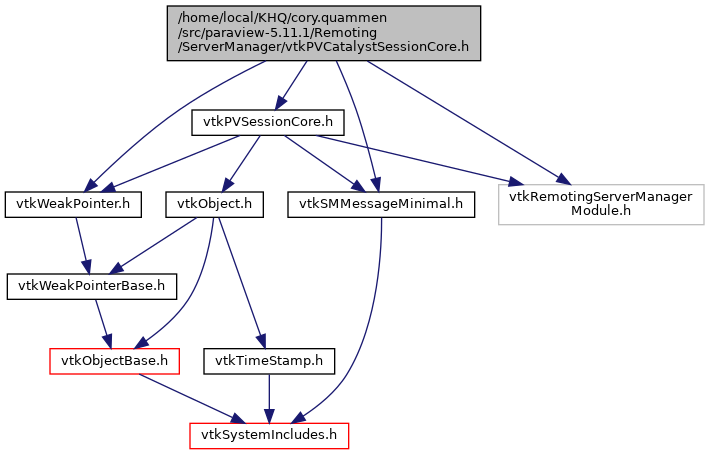 /home/local/KHQ/cory.quammen
/src/paraview-5.11.1/Remoting
/ServerManager/vtkPVCatalystSessionCore.h
vtkPVSessionCore.h
vtkWeakPointer.h
vtkObject.h
vtkSMMessageMinimal.h
vtkRemotingServerManager
Module.h
vtkWeakPointerBase.h
vtkObjectBase.h
vtkTimeStamp.h
vtkSystemIncludes.h